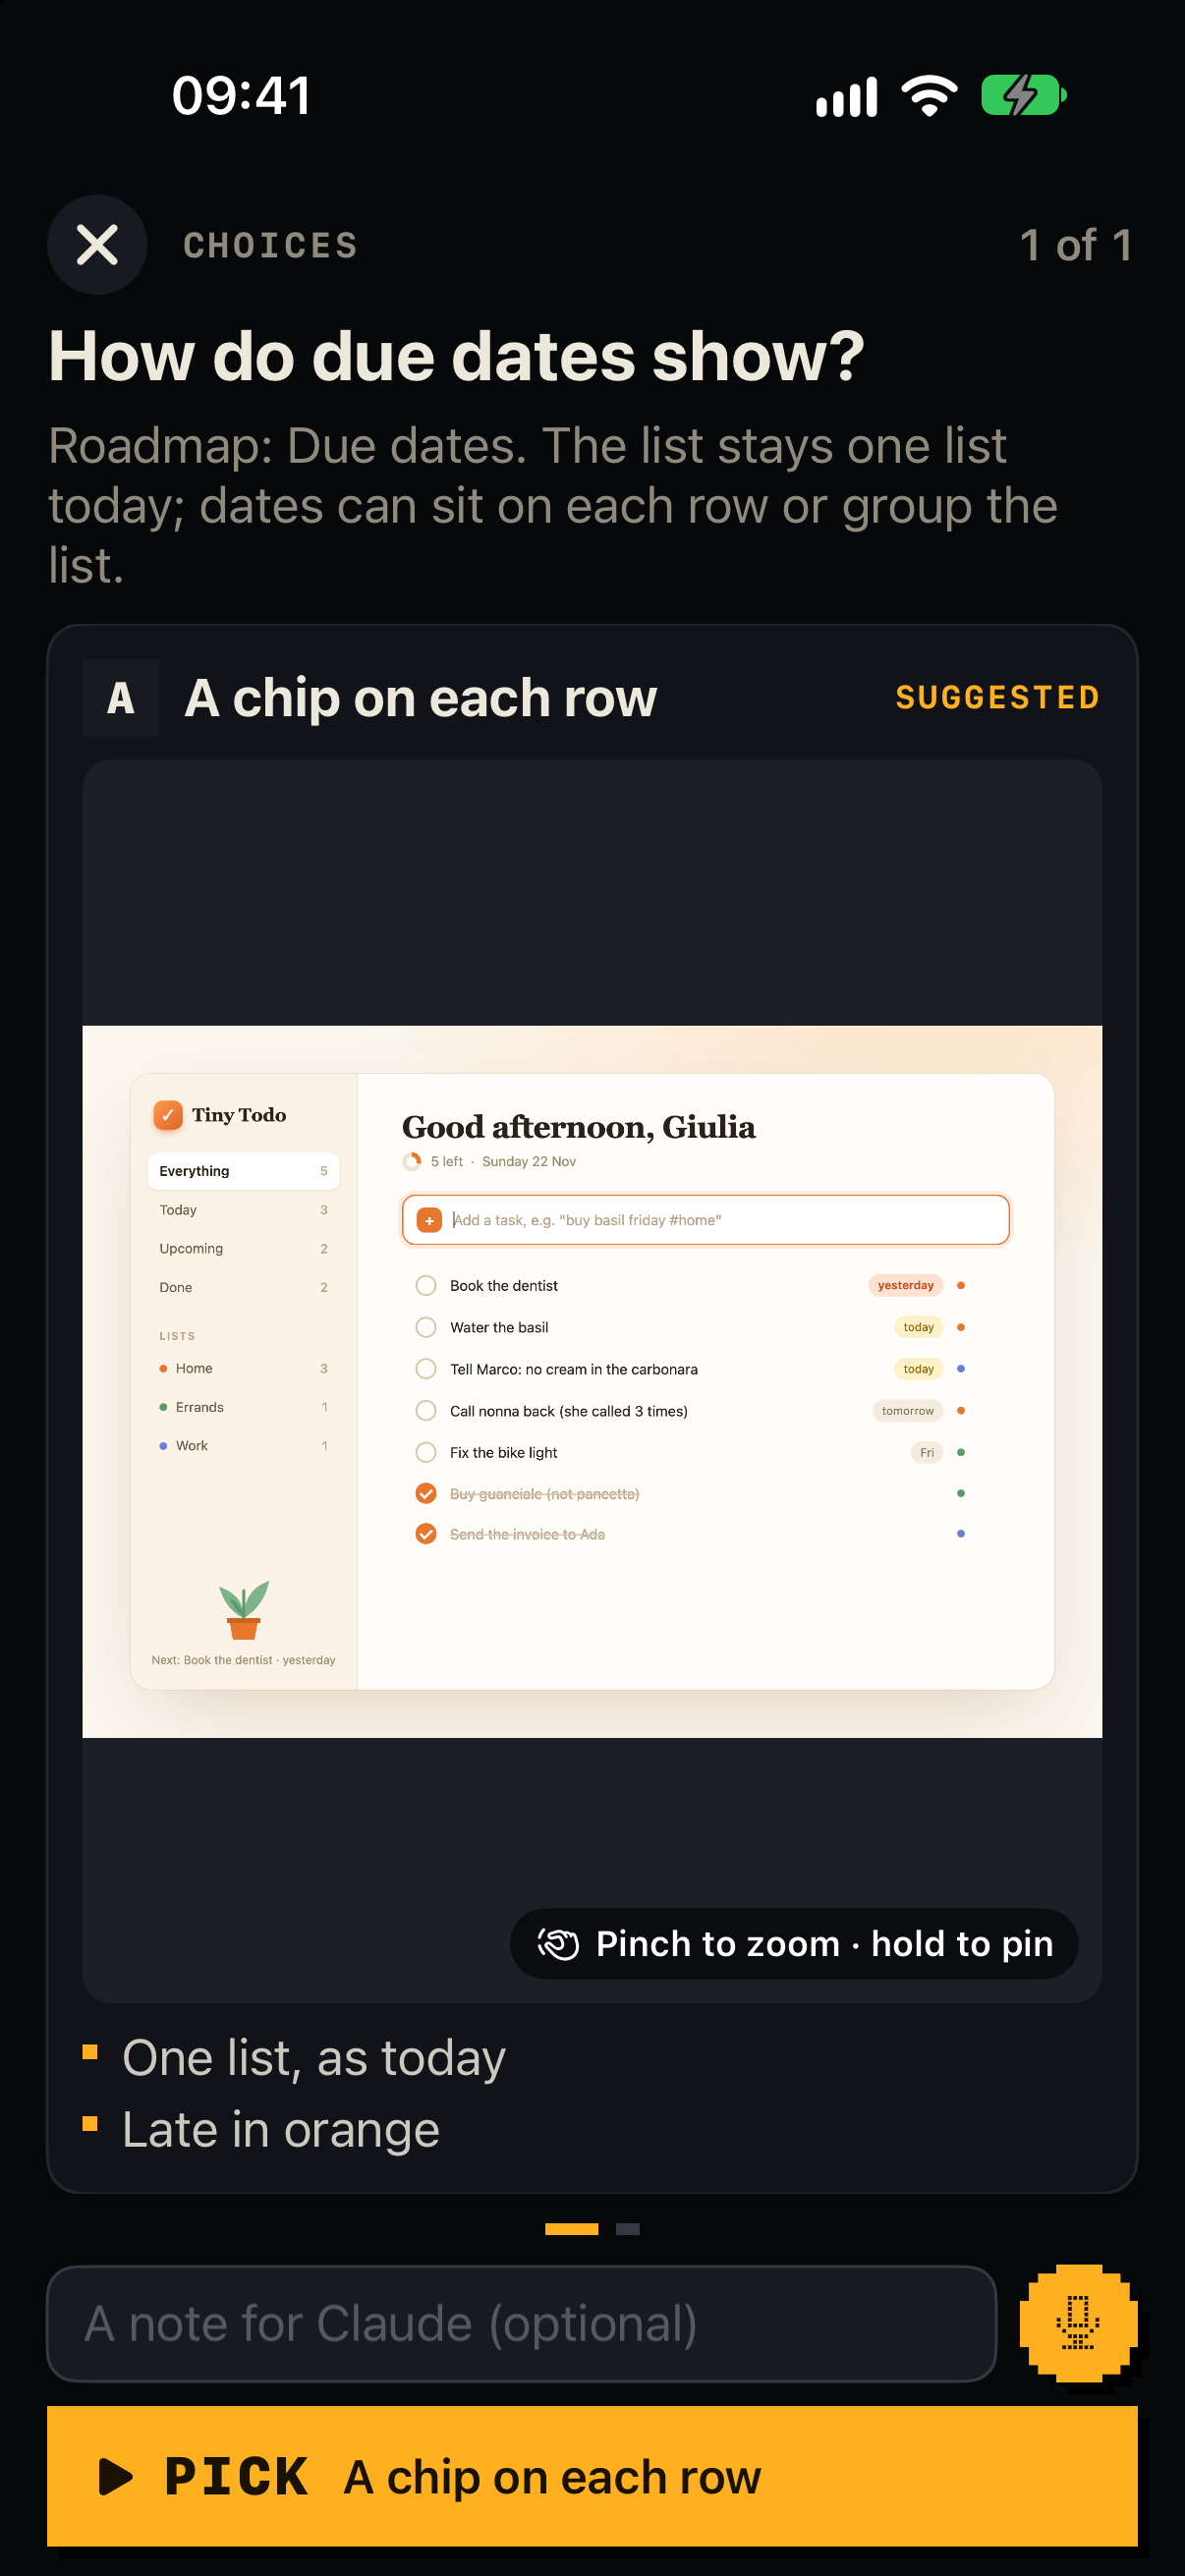 09:41
CHOICES
1 of 1
How do due dates show?
Roadmap: Due dates. The list stays one list
today; dates can sit on each row or group the
list.
A
A chip on each row
SUGGESTED
Tiny Todo
Everything 5
Today 3
Upcoming 2
Done 2
LISTS
Home 3
Errands 1
Work 1
Next: Book the dentist · yesterday
Good afternoon, Giulia
5 left · Sunday 22 Nov
Add a task, e.g. "buy basil friday #home"
Book the dentist yesterday
Water the basil today
Tell Marco: no cream in the carbonara today
Call nonna back (she called 3 times) tomorrow
Fix the bike light Fri
Buy guanciale (not pancetta)
Send the invoice to Ada
Pinch to zoom · hold to pin
One list, as today
Late in orange
A note for Claude (optional)
PICK A chip on each row